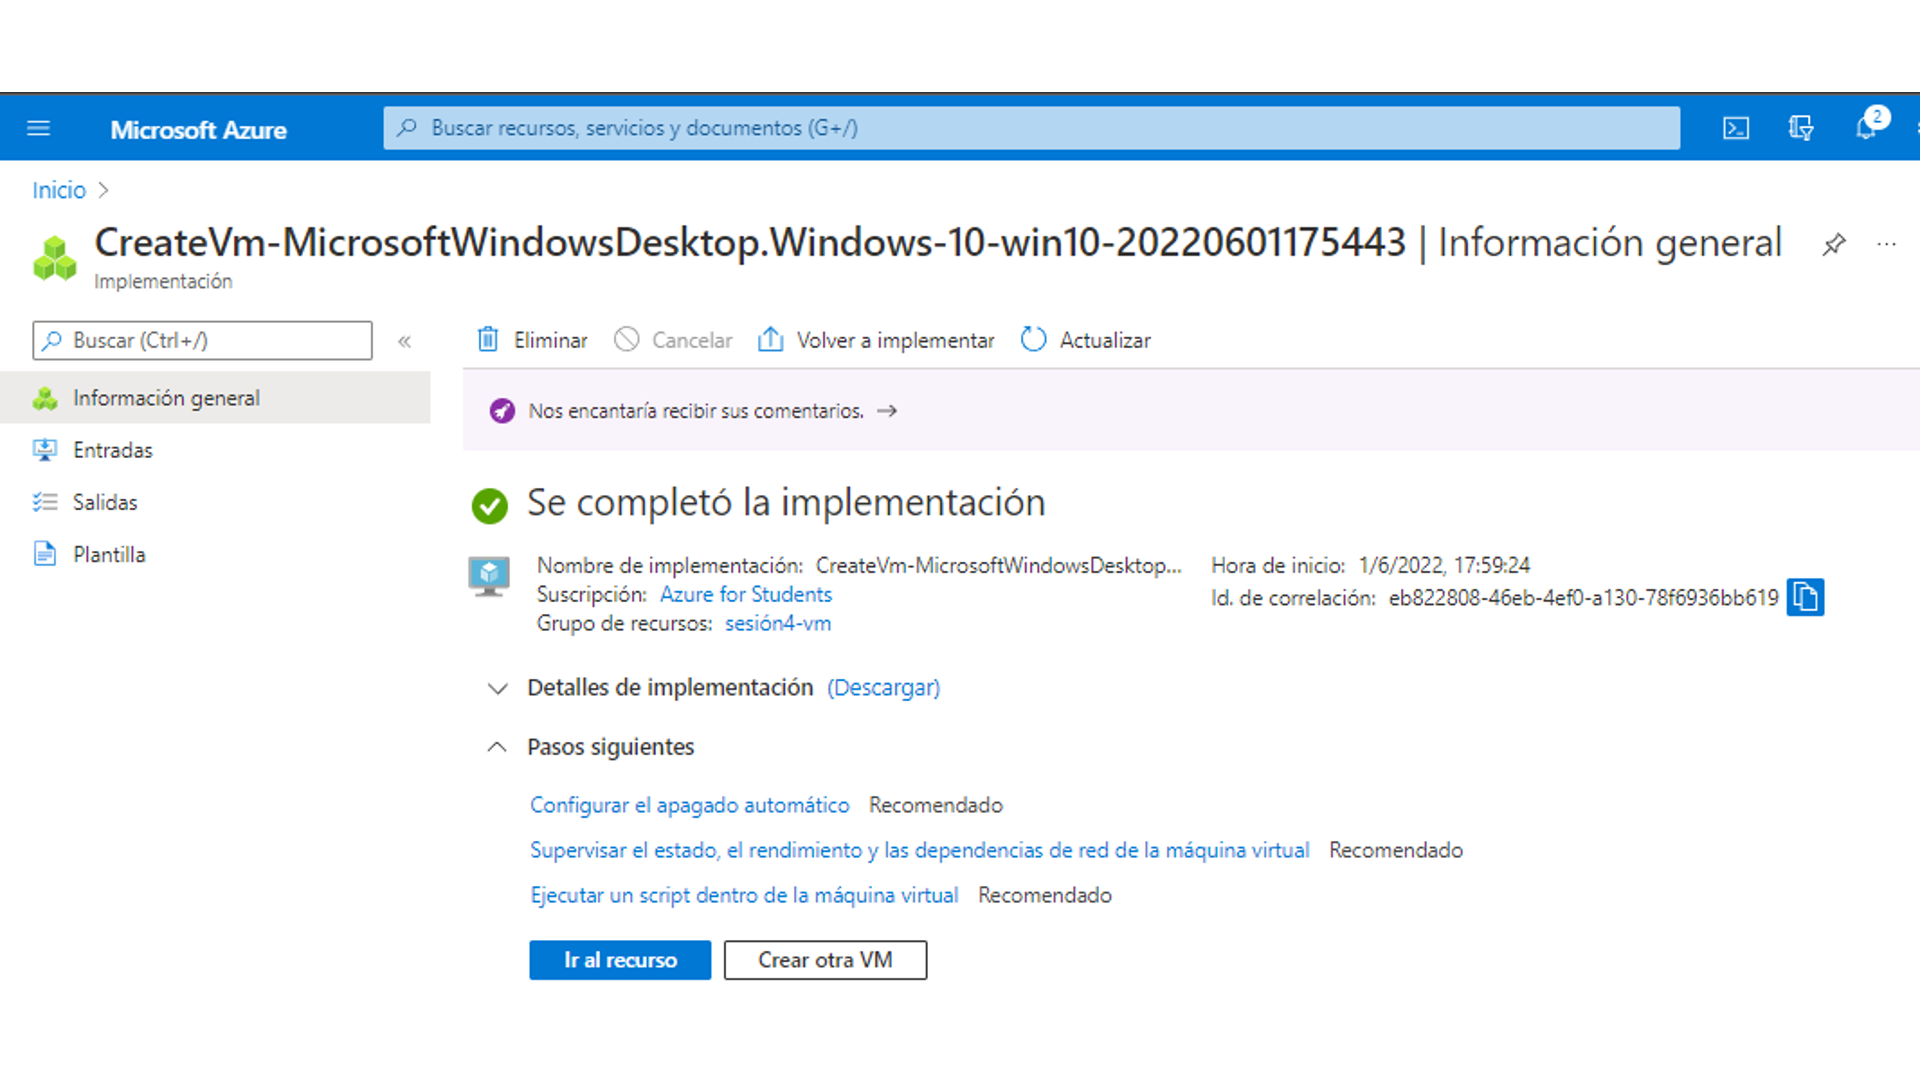 Microsoft Azure
Buscar recursos, servicios y documentos (G+/)
2
Inicio
CreateVm-MicrosoftWindowsDesktop.Windows-10-win10-20220601175443 | Información general
Implementación
Buscar (Ctrl+/)
Eliminar
Cancelar
Volver a implementar
Actualizar
Información general
Entradas
Salidas
Plantilla
Nos encantaría recibir sus comentarios. →
Se completó la implementación
Nombre de implementación: CreateVm-MicrosoftWindowsDesktop...
Suscripción: Azure for Students
Grupo de recursos: sesión4-vm
Hora de inicio: 1/6/2022, 17:59:24
Id. de correlación: eb822808-46eb-4ef0-a130-78f6936bb619
Detalles de implementación (Descargar)
Pasos siguientes
Configurar el apagado automático Recomendado
Supervisar el estado, el rendimiento y las dependencias de red de la máquina virtual Recomendado
Ejecutar un script dentro de la máquina virtual Recomendado
Ir al recurso
Crear otra VM